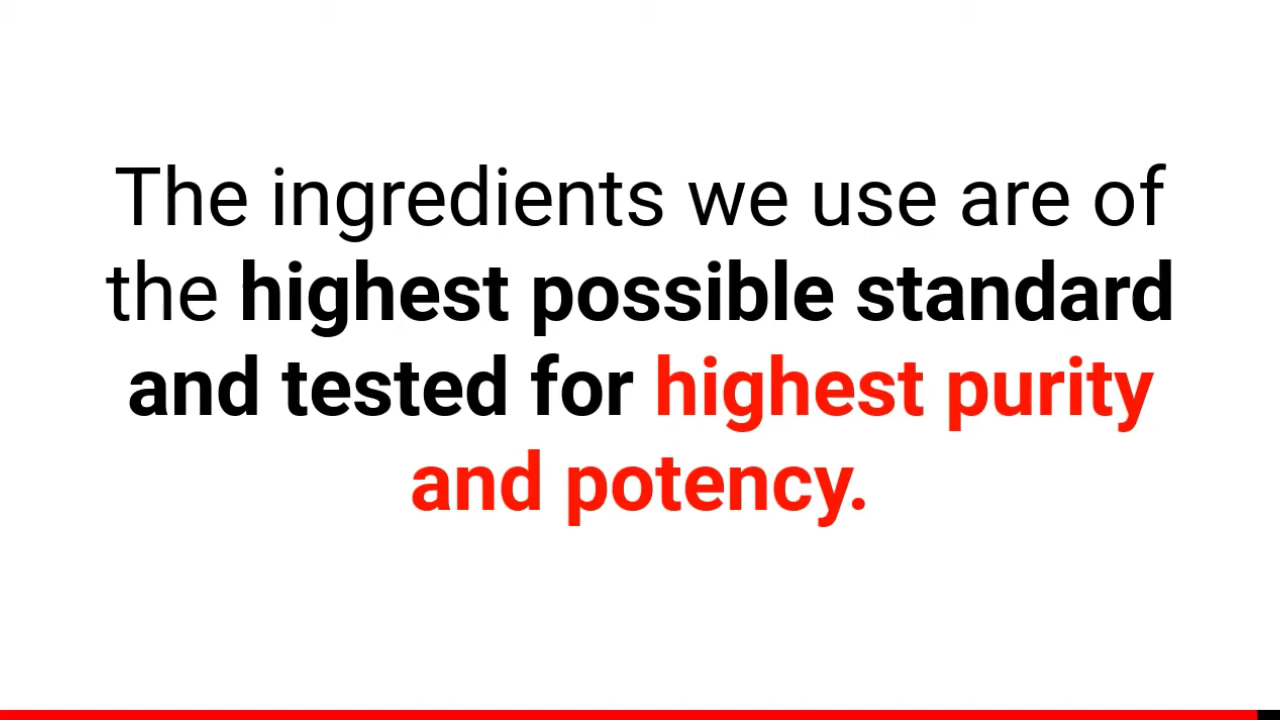 The ingredients we use are of
the highest possible standard
and tested for highest purity
and potency.